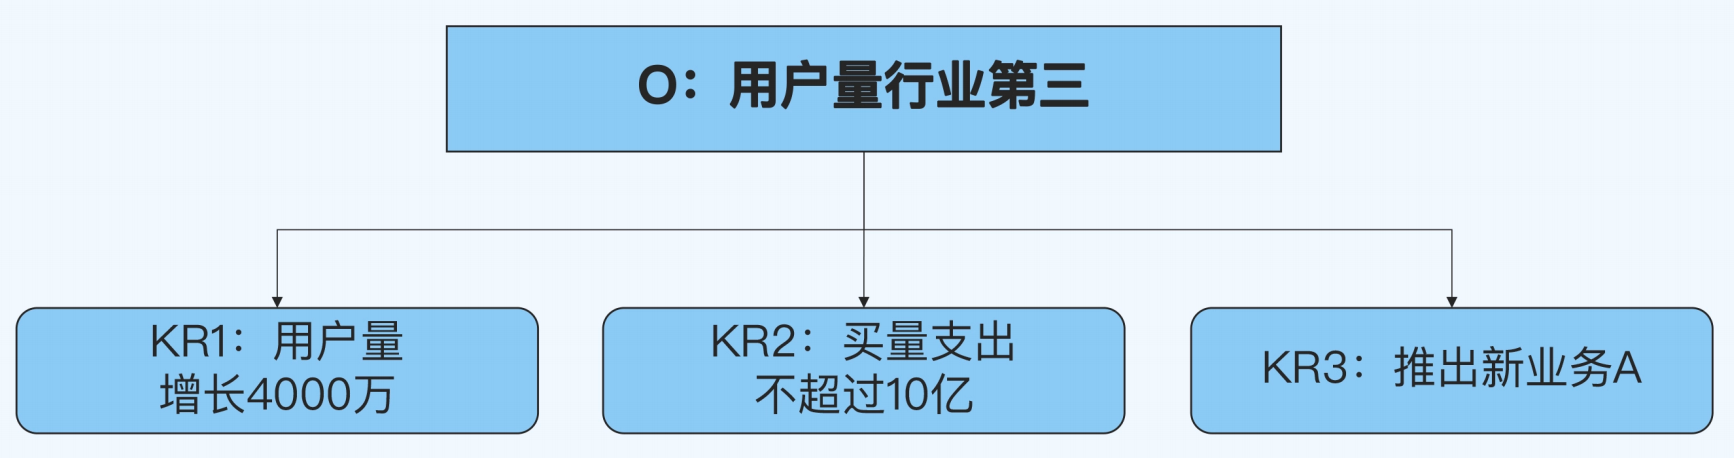 O：用户量行业第三
KR1：用户量
增长4000万
KR2：买量支出
不超过10亿
KR3：推出新业务A